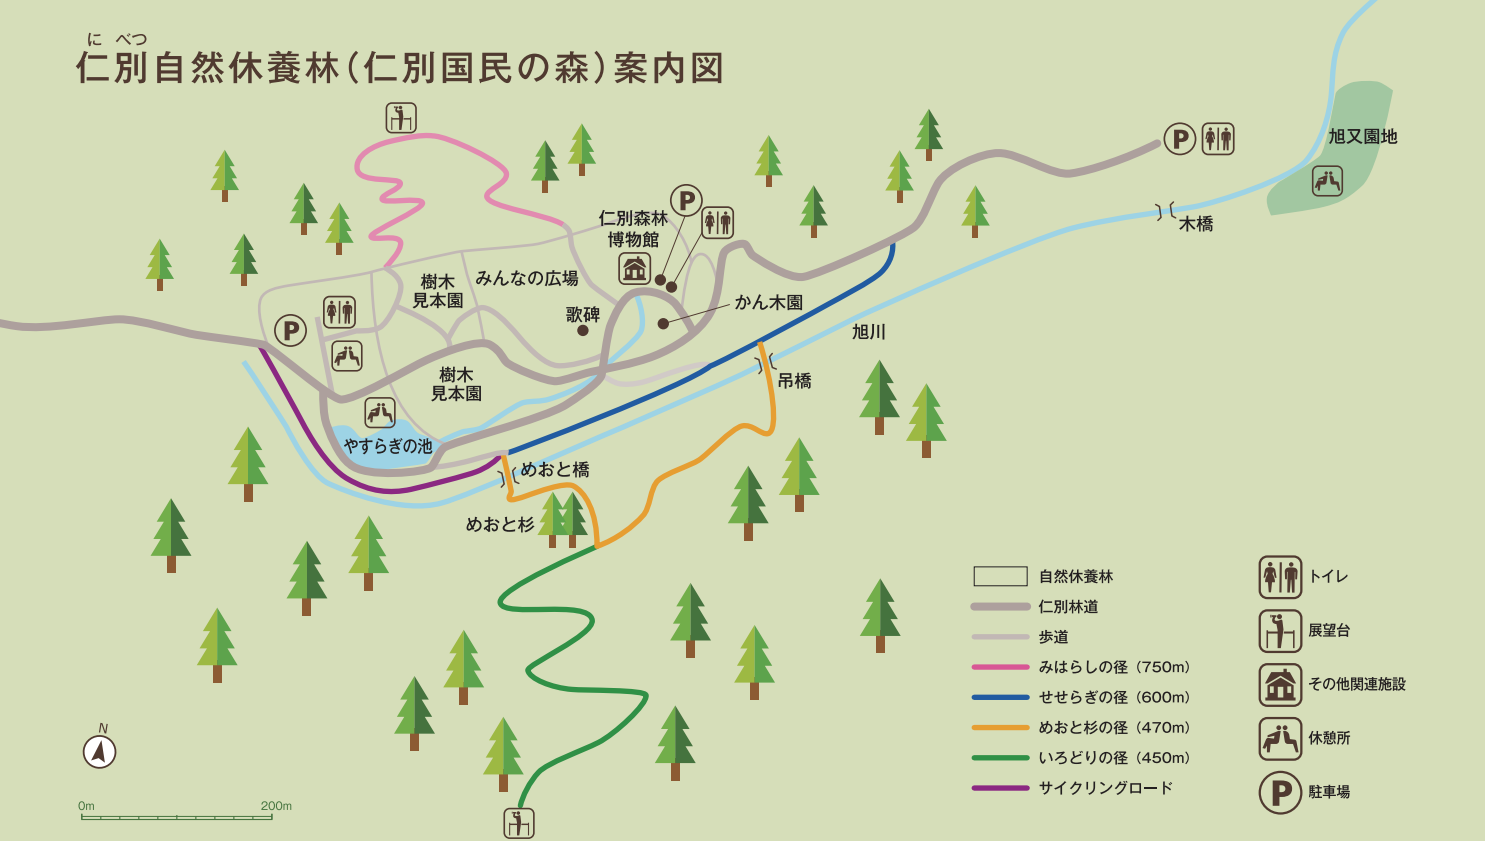 に べつ
仁別自然休養林(仁別国民の森)案内図
旭又園地
P
木橋
仁別森林
博物館
P
みんなの広場
樹木
見本園
かん木園
歌碑
P
旭川
樹木
見本園
吊橋
やすらぎの池
めおと橋
めおと杉
自然休養林
仁別林道
歩道
みはらしの径(750m)
せせらぎの径(600m)
めおと杉の径(470m)
いろどりの径(450m)
サイクリングロード
トイレ
展望台
その他関連施設
休憩所
P
駐車場
N
0m
200m